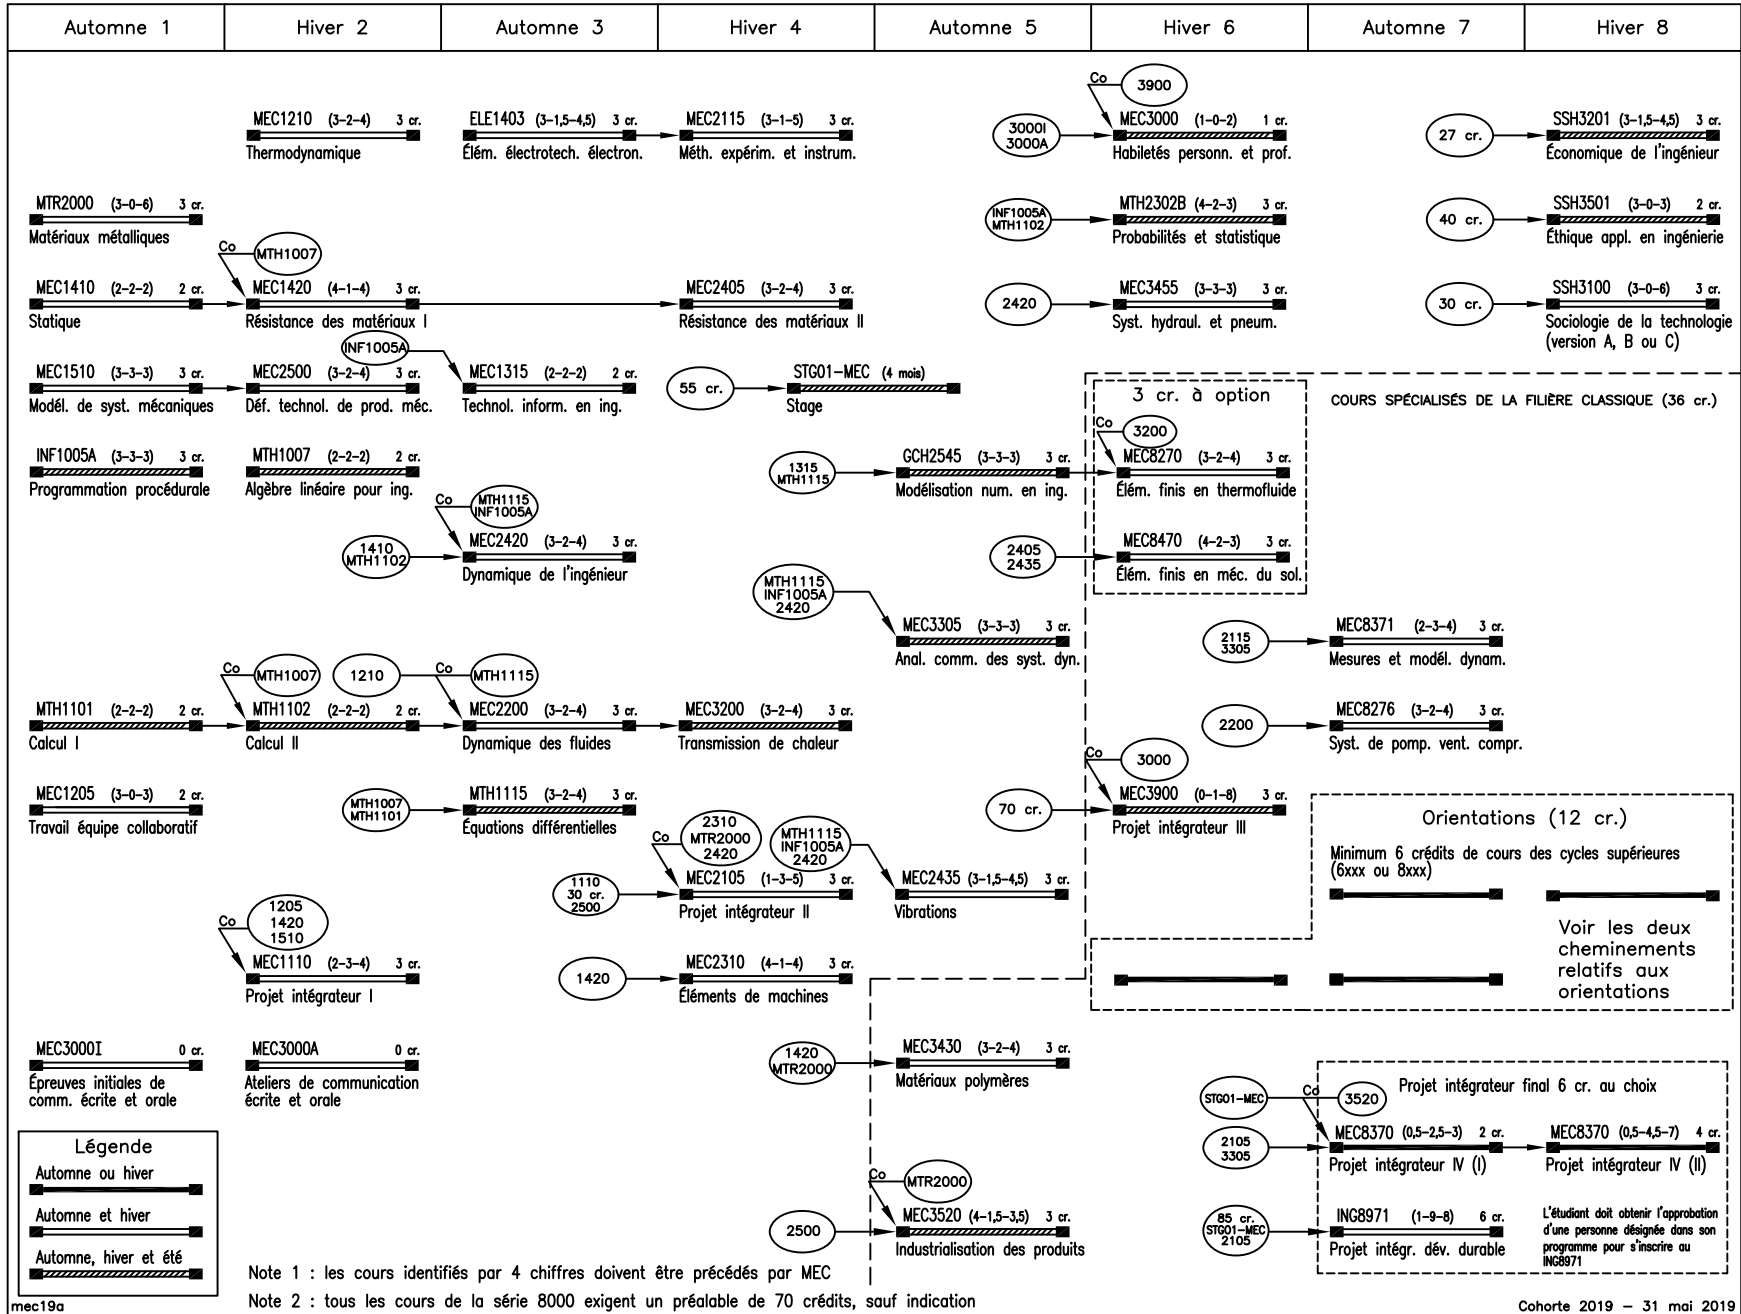 Automne 1
Hiver 2
Automne 3
Hiver 4
Automne 5
Hiver 6
Automne 7
Hiver 8
Co
3900
MEC1210 (3-2-4) 3 cr.
Thermodynamique
ELE1403 (3-1,5-4,5) 3 cr.
Élém. électrotech. électron.
MEC2115 (3-1-5) 3 cr.
Méth. expérim. et instrum.
3000I
3000A
MEC3000 (1-0-2) 1 cr.
Habiletés personn. et prof.
27 cr.
SSH3201 (3-1,5-4,5) 3 cr.
Économique de l'ingénieur
MTR2000 (3-0-6) 3 cr.
Matériaux métalliques
INF1005A
MTH1102
MTH2302B (4-2-3) 3 cr.
Probabilités et statistique
40 cr.
SSH3501 (3-0-3) 2 cr.
Éthique appl. en ingénierie
Co
MTH1007
MEC1410 (2-2-2) 2 cr.
Statique
MEC1420 (4-1-4) 3 cr.
Résistance des matériaux I
MEC2405 (3-2-4) 3 cr.
Résistance des matériaux II
2420
MEC3455 (3-3-3) 3 cr.
Syst. hydraul. et pneum.
30 cr.
SSH3100 (3-0-6) 3 cr.
Sociologie de la technologie
(version A, B ou C)
INF1005A
MEC1510 (3-3-3) 3 cr.
Modél. de syst. mécaniques
MEC2500 (3-2-4) 3 cr.
Déf. technol. de prod. méc.
MEC1315 (2-2-2) 2 cr.
Technol. inform. en ing.
55 cr.
STG01-MEC (4 mois)
Stage
3 cr. à option
COURS SPÉCIALISÉS DE LA FILIÈRE CLASSIQUE (36 cr.)
Co
3200
INF1005A (3-3-3) 3 cr.
Programmation procédurale
MTH1007 (2-2-2) 2 cr.
Algèbre linéaire pour ing.
1315
MTH1115
GCH2545 (3-3-3) 3 cr.
Modélisation num. en ing.
MEC8270 (3-2-4) 3 cr.
Élém. finis en thermofluide
Co
MTH1115
INF1005A
1410
MTH1102
MEC2420 (3-2-4) 3 cr.
Dynamique de l'ingénieur
2405
2435
MEC8470 (4-2-3) 3 cr.
Élém. finis en méc. du sol.
MTH1115
INF1005A
2420
MEC3305 (3-3-3) 3 cr.
Anal. comm. des syst. dyn.
2115
3305
MEC8371 (2-3-4) 3 cr.
Mesures et modél. dynam.
Co
MTH1007
1210
Co
MTH1115
MTH1101 (2-2-2) 2 cr.
Calcul I
MTH1102 (2-2-2) 2 cr.
Calcul II
MEC2200 (3-2-4) 3 cr.
Dynamique des fluides
MEC3200 (3-2-4) 3 cr.
Transmission de chaleur
2200
MEC8276 (3-2-4) 3 cr.
Syst. de pomp. vent. compr.
Co
3000
MEC1205 (3-0-3) 2 cr.
Travail équipe collaboratif
MTH1007
MTH1101
MTH1115 (3-2-4) 3 cr.
Équations différentielles
70 cr.
MEC3900 (0-1-8) 3 cr.
Projet intégrateur III
Orientations (12 cr.)
Minimum 6 crédits de cours des cycles supérieures
(6xxx ou 8xxx)
Co
2310
MTR2000
2420
MTH1115
INF1005A
2420
1110
30 cr.
2500
MEC2105 (1-3-5) 3 cr.
Projet intégrateur II
MEC2435 (3-1,5-4,5) 3 cr.
Vibrations
Voir les deux
cheminements
relatifs aux
orientations
Co
1205
1420
1510
MEC1110 (2-3-4) 3 cr.
Projet intégrateur I
1420
MEC2310 (4-1-4) 3 cr.
Éléments de machines
MEC3000I 0 cr.
Épreuves initiales de
comm. écrite et orale
MEC3000A 0 cr.
Ateliers de communication
écrite et orale
1420
MTR2000
MEC3430 (3-2-4) 3 cr.
Matériaux polymères
Projet intégrateur final 6 cr. au choix
STG01-MEC
Co
3520
2105
3305
MEC8370 (0,5-2,5-3) 2 cr.
Projet intégrateur IV (I)
MEC8370 (0,5-4,5-7) 4 cr.
Projet intégrateur IV (II)
Légende
Automne ou hiver
Automne et hiver
Automne, hiver et été
Co
MTR2000
2500
MEC3520 (4-1,5-3,5) 3 cr.
Industrialisation des produits
85 cr.
STG01-MEC
2105
ING8971 (1-9-8) 6 cr.
Projet intégr. dév. durable
L'étudiant doit obtenir l'approbation
d'une personne désignée dans son
programme pour s'inscrire au
ING8971
Note 1 : les cours identifiés par 4 chiffres doivent être précédés par MEC
Note 2 : tous les cours de la série 8000 exigent un préalable de 70 crédits, sauf indication
mec19a
Cohorte 2019 - 31 mai 2019